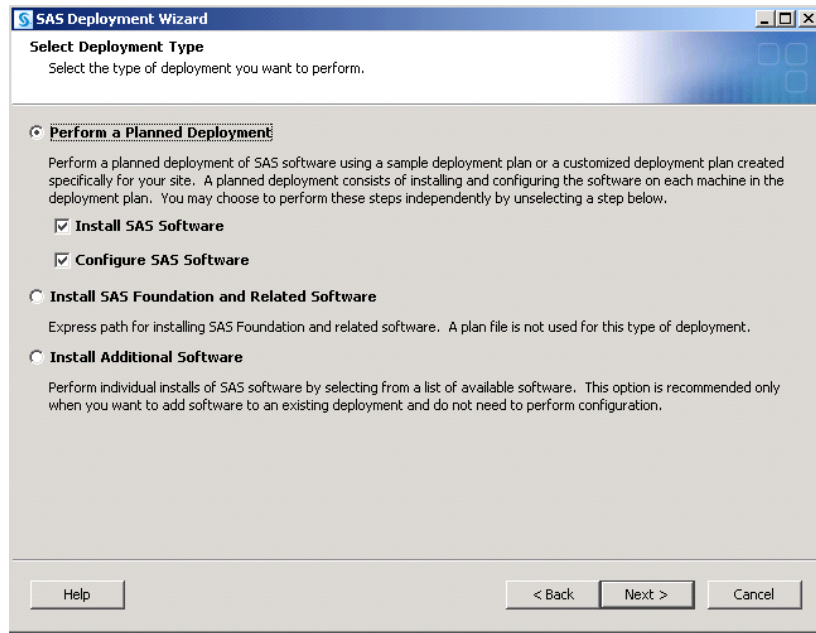 SAS Deployment Wizard
Select Deployment Type
Select the type of deployment you want to perform.
Perform a Planned Deployment
Perform a planned deployment of SAS software using a sample deployment plan or a customized deployment plan created
specifically for your site. A planned deployment consists of installing and configuring the software on each machine in the
deployment plan. You may choose to perform these steps independently by unselecting a step below.
Install SAS Software
Configure SAS Software
Install SAS Foundation and Related Software
Express path for installing SAS Foundation and related software. A plan file is not used for this type of deployment.
Install Additional Software
Perform individual installs of SAS software by selecting from a list of available software. This option is recommended only
when you want to add software to an existing deployment and do not need to perform configuration.
Help
< Back
Next >
Cancel